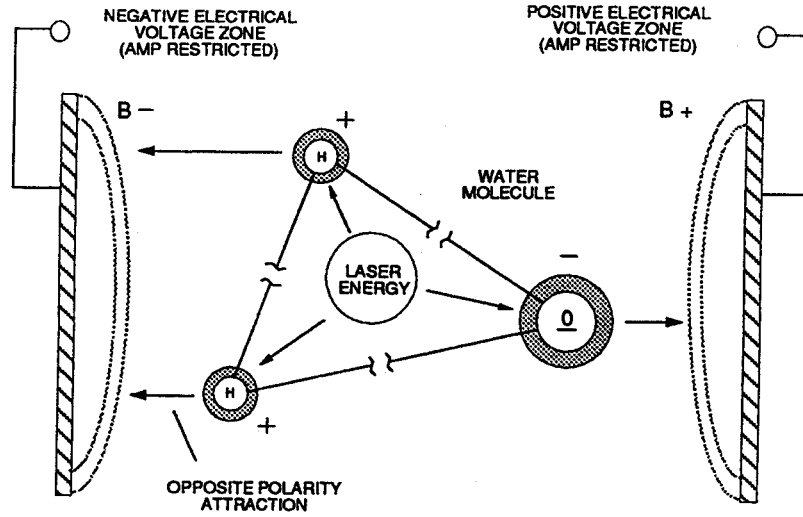 NEGATIVE ELECTRICAL
VOLTAGE ZONE
(AMP RESTRICTED)
POSITIVE ELECTRICAL
VOLTAGE ZONE
(AMP RESTRICTED)
B -
B +
+
H
WATER
MOLECULE
-
LASER
ENERGY
O
H
+
OPPOSITE POLARITY
ATTRACTION